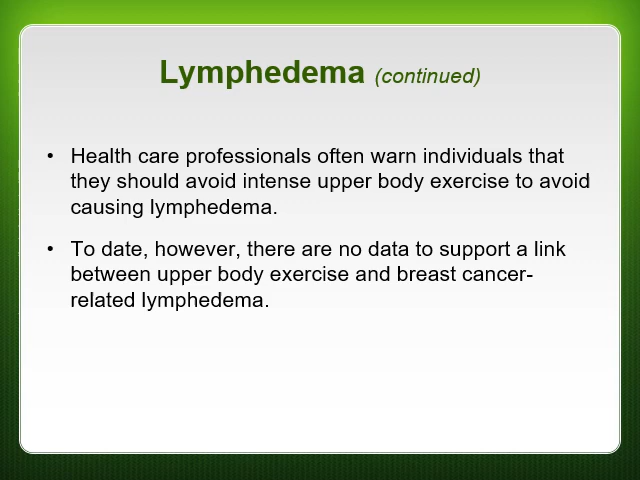 Lymphedema (continued)
• Health care professionals often warn individuals that
they should avoid intense upper body exercise to avoid
causing lymphedema.
• To date, however, there are no data to support a link
between upper body exercise and breast cancer-
related lymphedema.